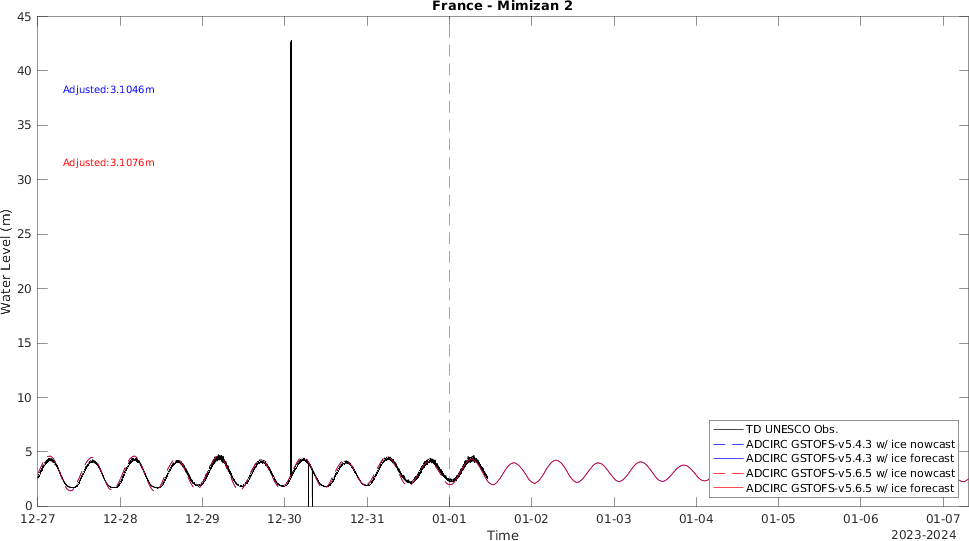 France - Mimizan 2
45
40
35
30
25
20
15
10
5
0
Water Level (m)
Adjusted:3.1046m
Adjusted:3.1076m
TD UNESCO Obs.
ADCIRC GSTOFS-v5.4.3 w/ ice nowcast
ADCIRC GSTOFS-v5.4.3 w/ ice forecast
ADCIRC GSTOFS-v5.6.5 w/ ice nowcast
ADCIRC GSTOFS-v5.6.5 w/ ice forecast
12-27 12-28 12-29 12-30 12-31 01-01 01-02 01-03 01-04 01-05 01-06 01-07
Time
2023-2024